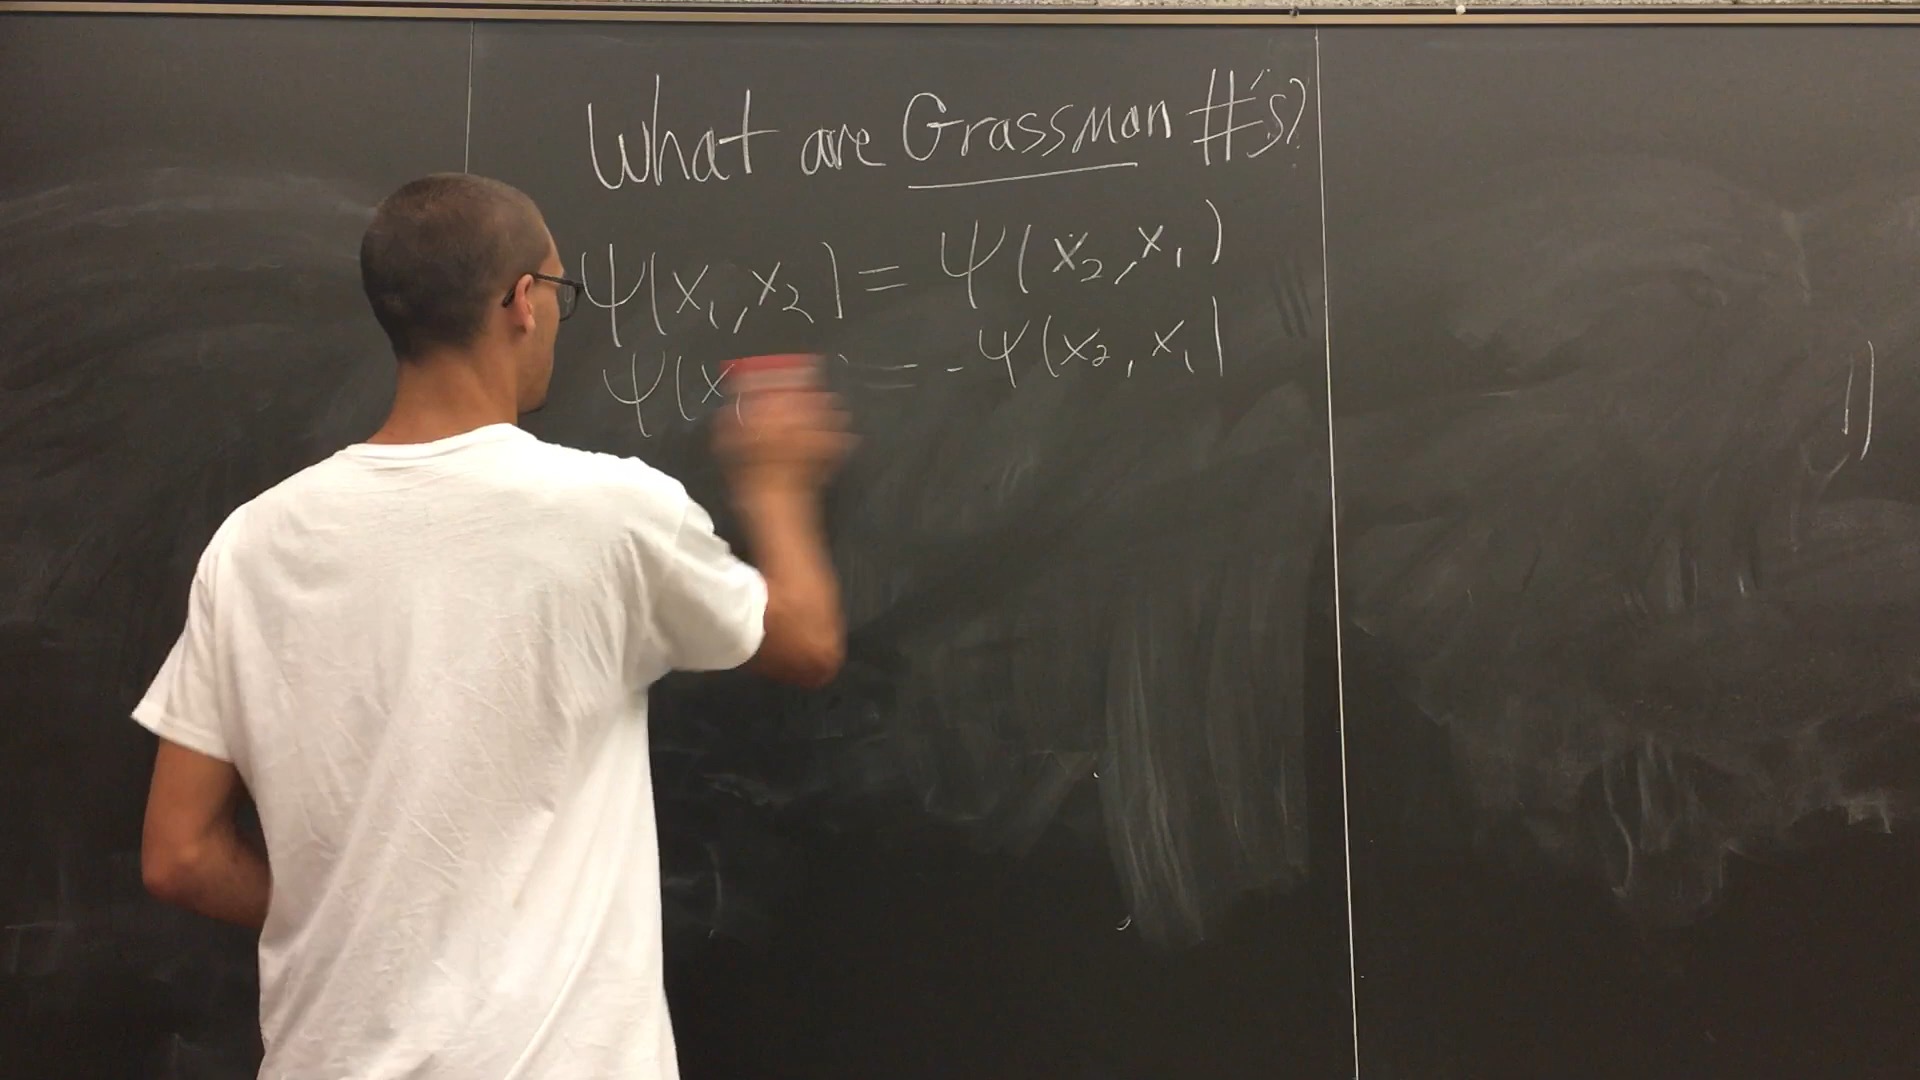 What are Grassman #'s?
ψ(x₁,x₂) = ψ(x₂,x₁)
ψ(x ) = -ψ(x₂,x₁)